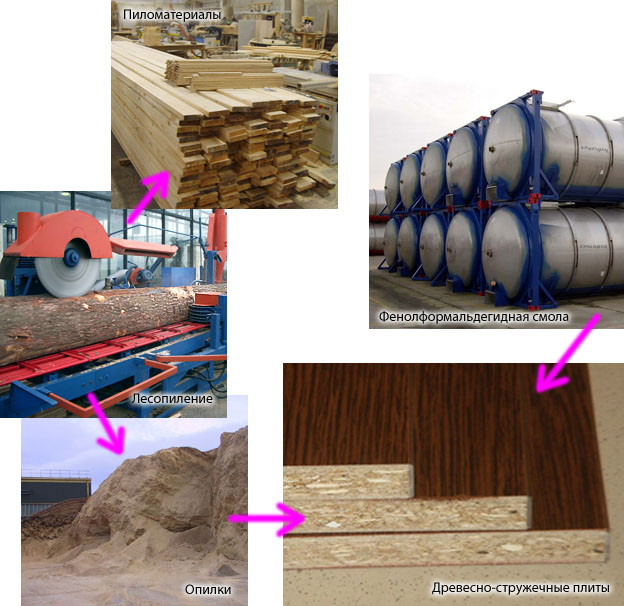 Пиломатериалы
Фенолформальдегидная смола
Лесопиление
Опилки
Древесно-стружечные плиты